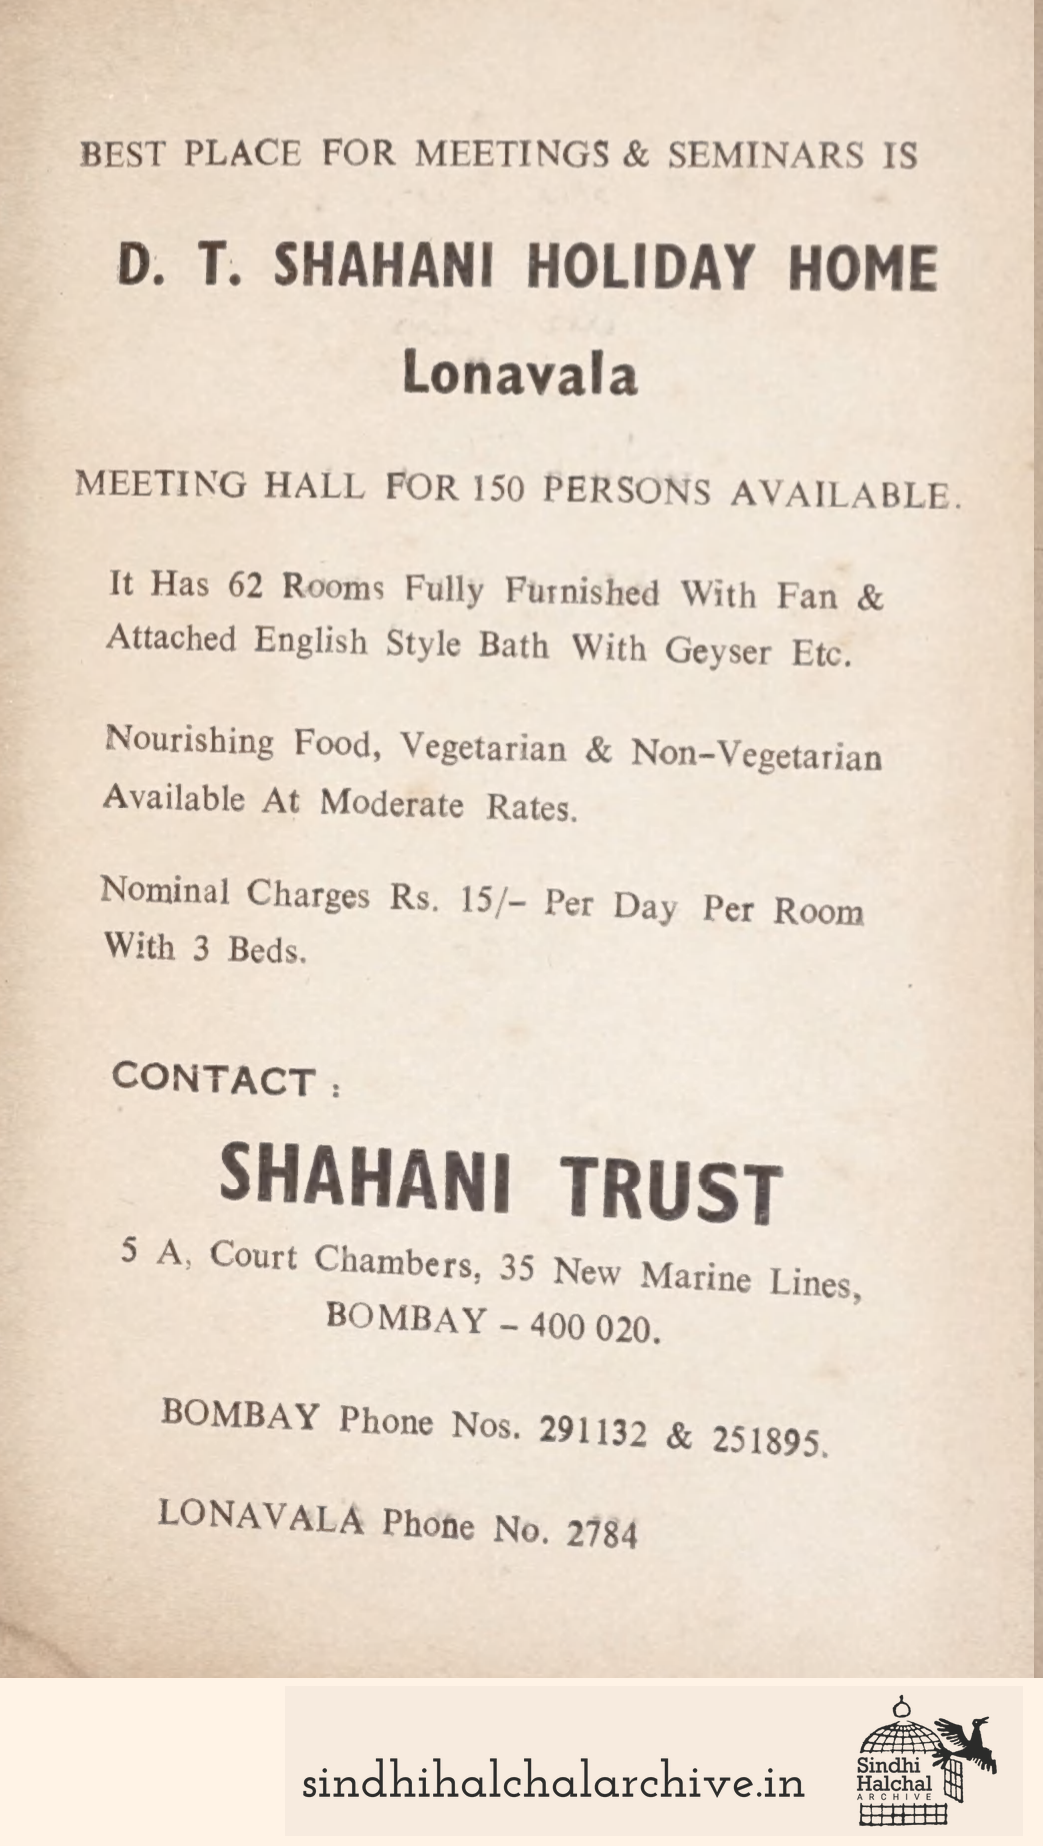 BEST PLACE FOR MEETINGS & SEMINARS IS
D. T. SHAHANI HOLIDAY HOME
Lonavala
MEETING HALL FOR 150 PERSONS AVAILABLE.
It Has 62 Rooms Fully Furnished With Fan &
Attached English Style Bath With Geyser Etc.
Nourishing Food, Vegetarian & Non-Vegetarian
Available At Moderate Rates.
Nominal Charges Rs. 15/- Per Day Per Room
With 3 Beds.
CONTACT :
SHAHANI TRUST
5 A, Court Chambers, 35 New Marine Lines,
BOMBAY - 400 020.
BOMBAY Phone Nos. 291132 & 251895.
LONAVALA Phone No. 2784
sindhihalchalarchive.in
Sindhi
Halchal
ARCHIVE